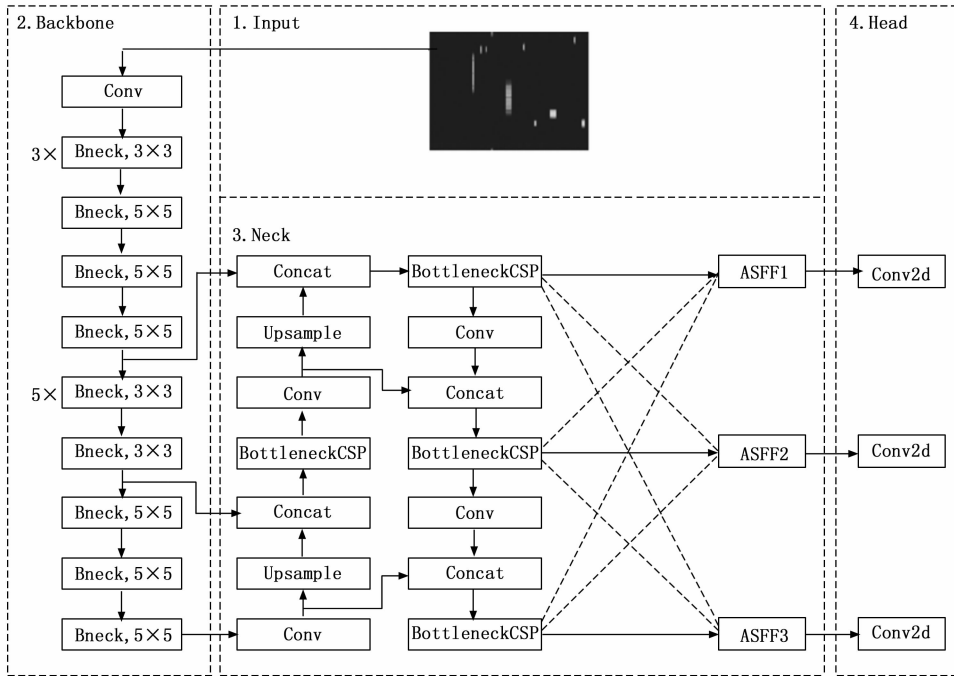 2.Backbone
Conv
3× Bneck,3×3
Bneck,5×5
Bneck,5×5
Bneck,5×5
5× Bneck,3×3
Bneck,3×3
Bneck,5×5
Bneck,5×5
Bneck,5×5
1.Input
3.Neck
Concat
Upsample
Conv
BottleneckCSP
Concat
Upsample
Conv
BottleneckCSP
Conv
Concat
BottleneckCSP
Conv
Concat
BottleneckCSP
ASFF1
ASFF2
ASFF3
4.Head
Conv2d
Conv2d
Conv2d